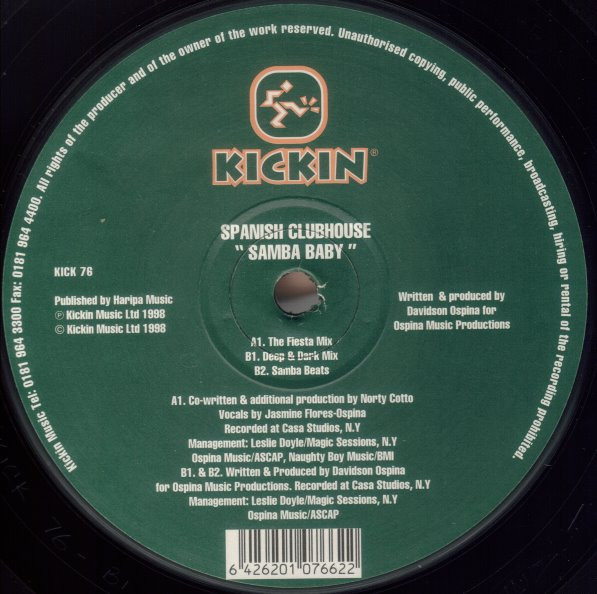 Kickin Music Tel: 0181 964 3300 Fax: 0181 964 4400. All rights of the producer and of the owner of the work reserved. Unauthorised copying, public performance, broadcasting, hiring or rental of the recording prohibited.
KICKIN®
SPANISH CLUBHOUSE
" SAMBA BABY "
KICK 76
Published by Haripa Music
℗ Kickin Music Ltd 1998
© Kickin Music Ltd 1998
Written & produced by
Davidson Ospina for
Ospina Music Productions
A1. The Fiesta Mix
B1. Deep & Dark Mix
B2. Samba Beats
A1. Co-written & additional production by Norty Cotto
Vocals by Jasmine Flores-Ospina
Recorded at Casa Studios, N.Y
Management: Leslie Doyle/Magic Sessions, N.Y
Ospina Music/ASCAP, Naughty Boy Music/BMI
B1. & B2. Written & Produced by Davidson Ospina
for Ospina Music Productions. Recorded at Casa Studios, N.Y
Management: Leslie Doyle/Magic Sessions, N.Y
Ospina Music/ASCAP
6 426201 076622